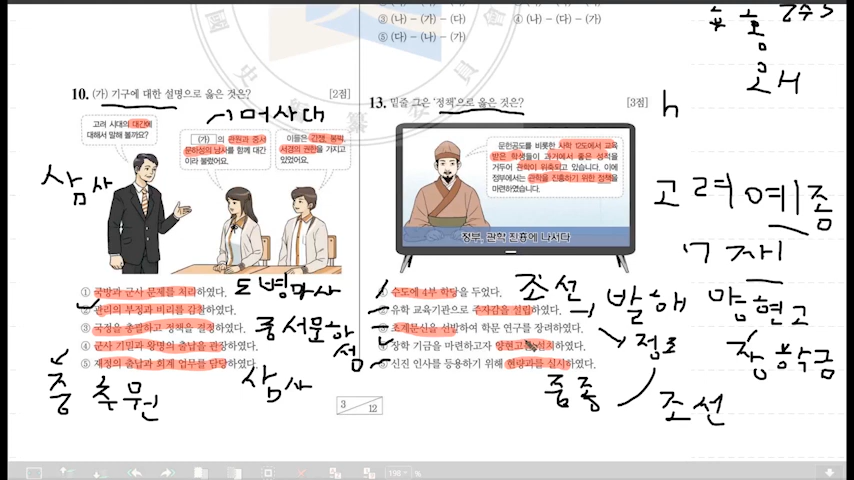 ③ (나) - (가) - (다)
④ (나) - (다) - (가)
⑤ (다) - (나) - (가)
10. (가) 기구에 대한 설명으로 옳은 것은? [2점]
어사대
고려 시대의 대간에
대해서 말해 볼까요?
(가) 의 관원과 중서
문하성의 낭사를 함께 대간
이라 불렀어요.
이들은 간쟁, 봉박,
서경의 권한을 가지고
있었어요.
삼사
① 국방과 군사 문제를 처리하였다.
도병마사
② 관리의 부정과 비리를 감찰하였다.
③ 국정을 총괄하고 정책을 결정하였다.
중서문하성
④ 군사 기밀과 왕명의 출납을 관장하였다.
⑤ 재정의 출납과 회계 업무를 담당하였다.
중추원
삼사
3
12
13. 밑줄 그은 '정책'으로 옳은 것은? [3점]
문헌공도를 비롯한 사학 12도에서 교육
받은 학생들이 과거에서 좋은 성적을
거두어 관학이 위축되고 있습니다. 이에
정부에서는 관학을 진흥하기 위한 정책을
마련하였습니다.
정부, 관학 진흥에 나서다
① 수도에 4부 학당을 두었다.
조선
② 유학 교육기관으로 주자감을 설립하였다.
발해
③ 초계문신을 선발하여 학문 연구를 장려하였다.
정조
④ 장학 기금을 마련하고자 양현고를 설치하였다.
⑤ 신진 인사를 등용하기 위해 현량과를 실시하였다.
중종
조선
고려 예종
7재
양현고
장학금
198 %